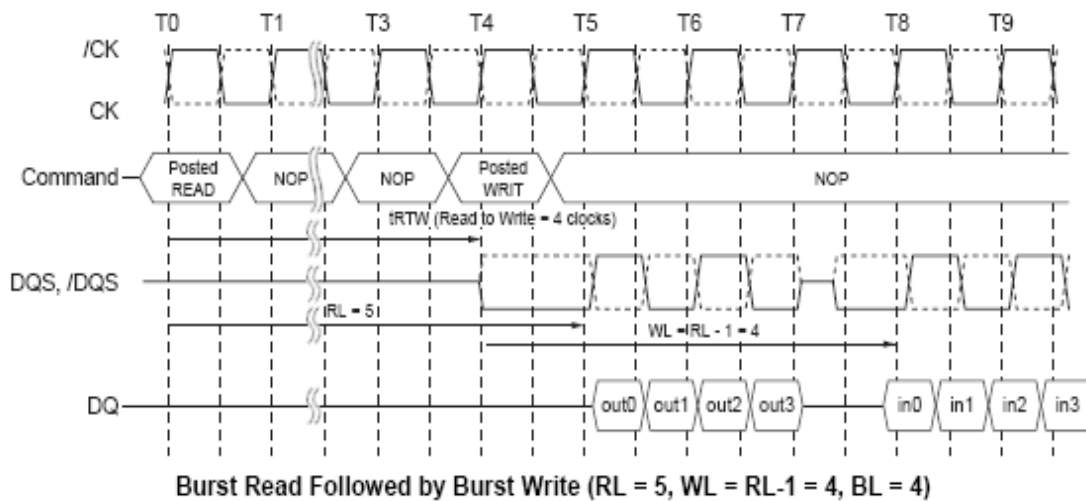 T0 T1 T3 T4 T5 T6 T7 T8 T9
/CK
CK
Command
Posted READ
NOP
NOP
Posted WRIT
NOP
tRTW (Read to Write = 4 clocks)
DQS, /DQS
RL = 5
WL = RL - 1 = 4
DQ
out0 out1 out2 out3 in0 in1 in2 in3
Burst Read Followed by Burst Write (RL = 5, WL = RL-1 = 4, BL = 4)